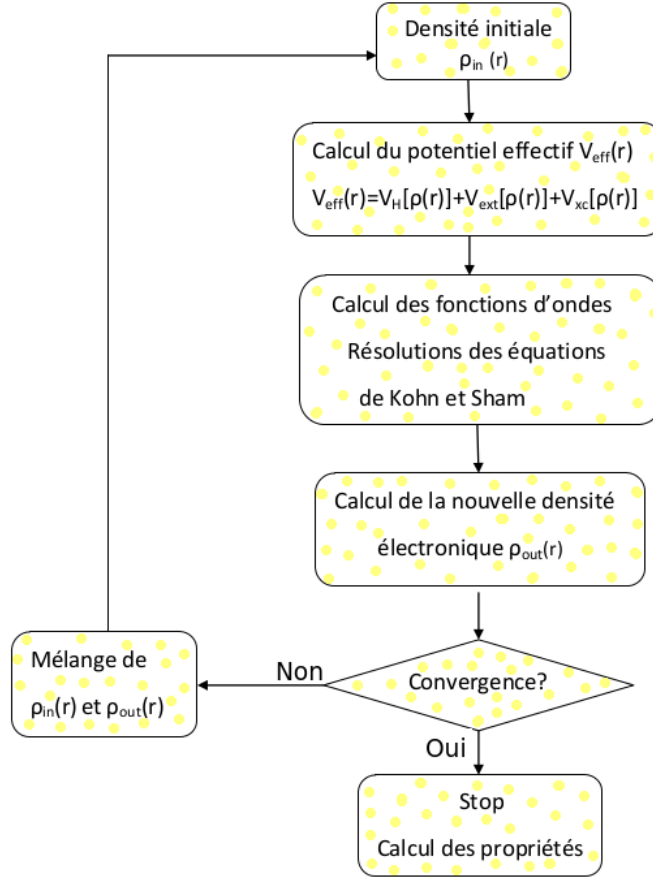 Densité initiale
ρin (r)
Calcul du potentiel effectif Veff(r)
Veff(r)=VH[ρ(r)]+Vext[ρ(r)]+Vxc[ρ(r)]
Calcul des fonctions d’ondes
Résolutions des équations
de Kohn et Sham
Calcul de la nouvelle densité
électronique ρout(r)
Convergence?
Non
Mélange de
ρin(r) et ρout(r)
Oui
Stop
Calcul des propriétés